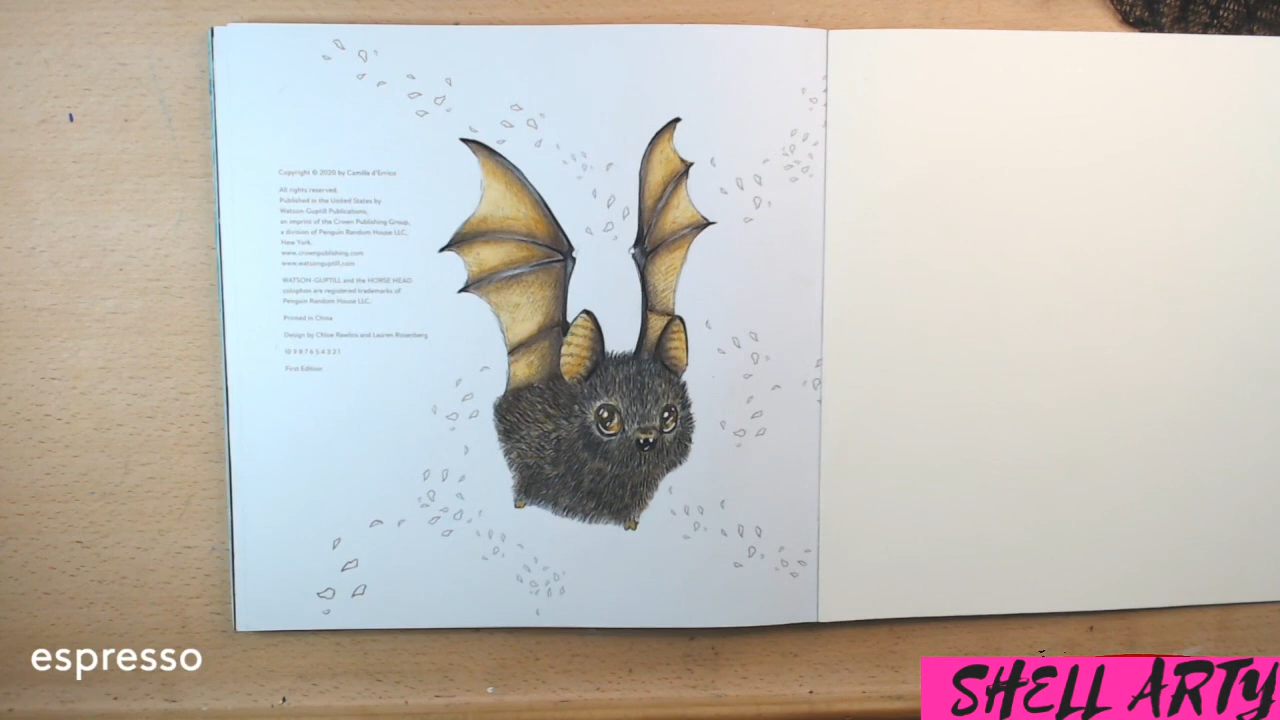 Copyright © 2020 by Camilla d'Errico
All rights reserved.
Published in the United States by
Watson-Guptill Publications,
an imprint of the Crown Publishing Group,
a division of Penguin Random House LLC,
New York.
www.crownpublishing.com
www.watsonguptill.com
WATSON-GUPTILL and the HORSE HEAD
colophon are registered trademarks of
Penguin Random House LLC.
Printed in China
Design by Chloe Rawlins and Lauren Rosenberg
10 9 8 7 6 5 4 3 2 1
First Edition
espresso
SHELL ARTY